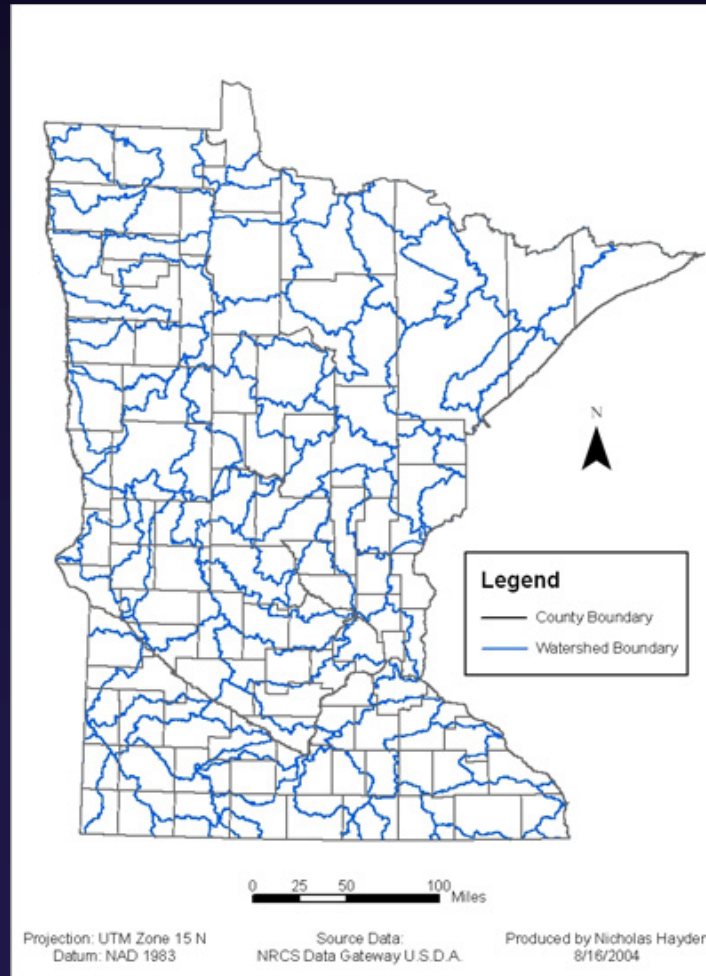 N
Legend
County Boundary
Watershed Boundary
0 25 50 100
Miles
Projection: UTM Zone 15 N
Datum: NAD 1983
Source Data:
NRCS Data Gateway U.S.D.A.
Produced by Nicholas Hayden
8/16/2004